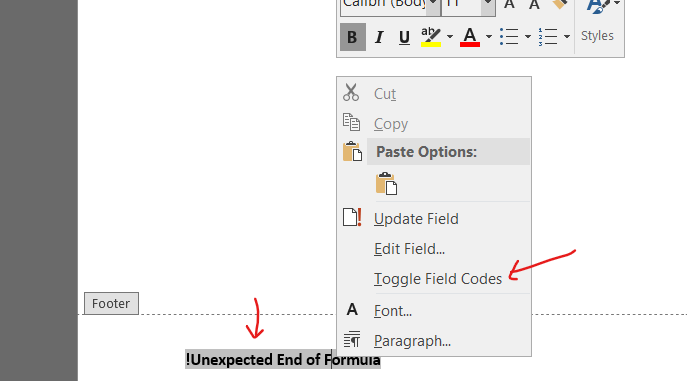 Calibri (Body
11
A A
B I U ab A Styles
Cut
Copy
Paste Options:
Update Field
Edit Field...
Toggle Field Codes
A Font...
Paragraph...
Footer
!Unexpected End of Formula